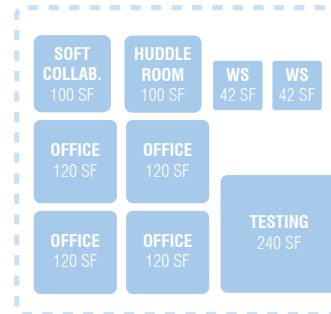 SOFT
COLLAB.
100 SF
HUDDLE
ROOM
100 SF
WS
42 SF
WS
42 SF
OFFICE
120 SF
OFFICE
120 SF
TESTING
240 SF
OFFICE
120 SF
OFFICE
120 SF